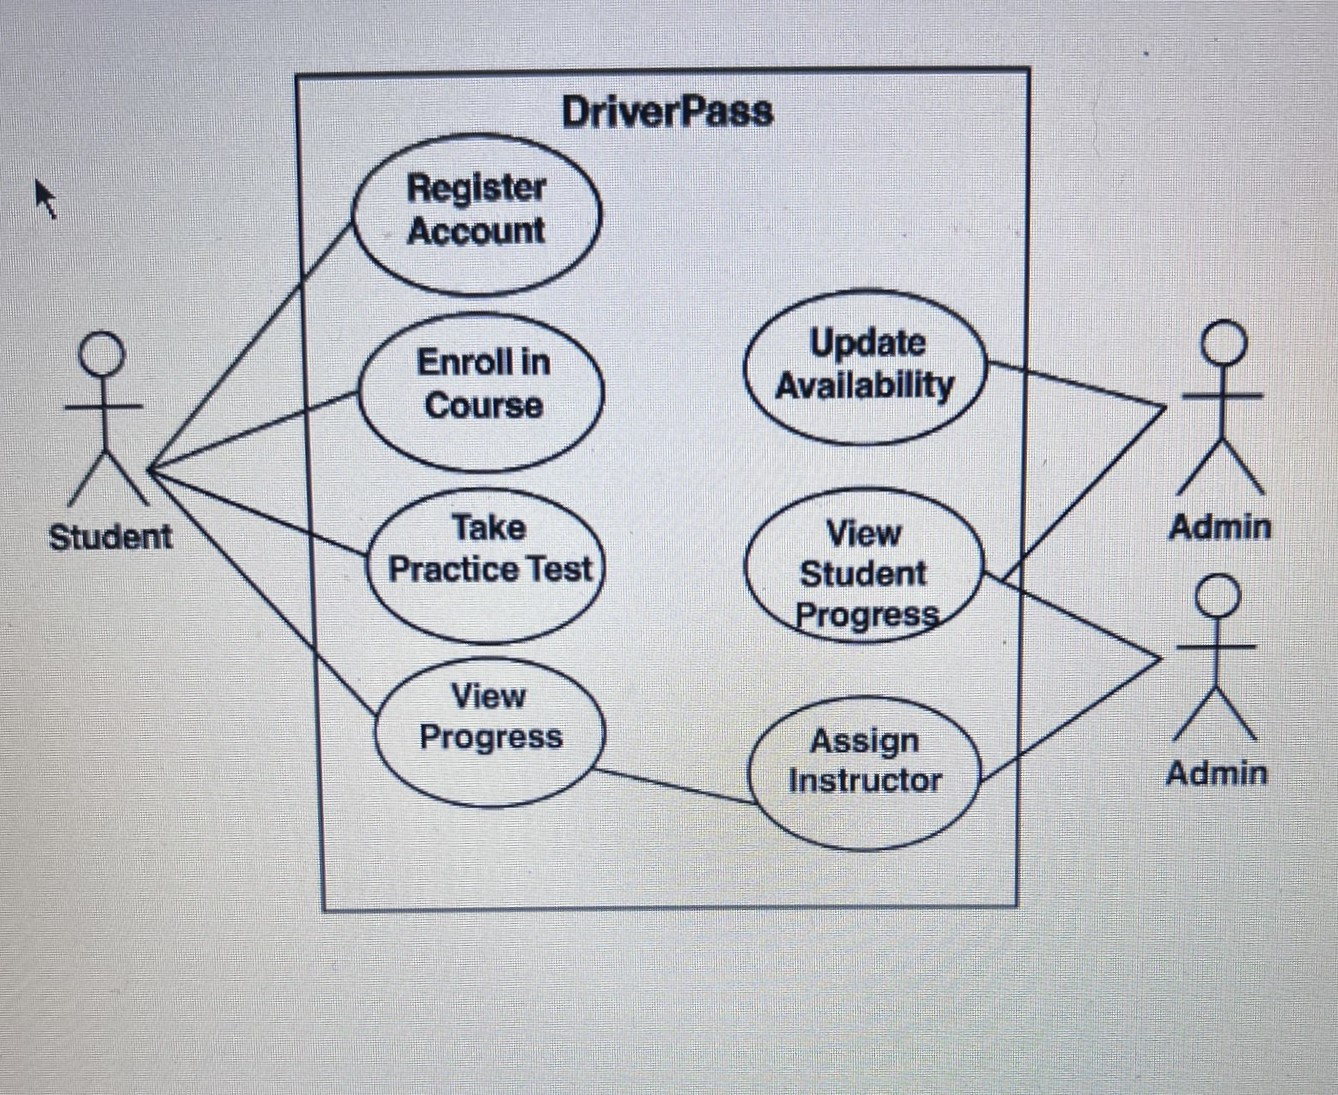 DriverPass
Register
Account
Enroll in
Course
Take
Practice Test
View
Progress
Update
Availability
View
Student
Progress
Assign
Instructor
Student
Admin
Admin